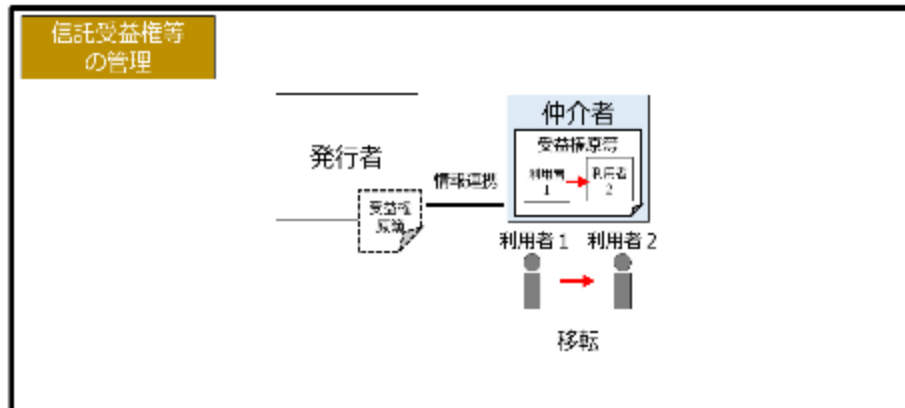 信託受益権等
の管理
発行者
受益権
原簿
情報連携
仲介者
受益権原簿
利用者
1
利用者
2
利用者1 利用者2
移転